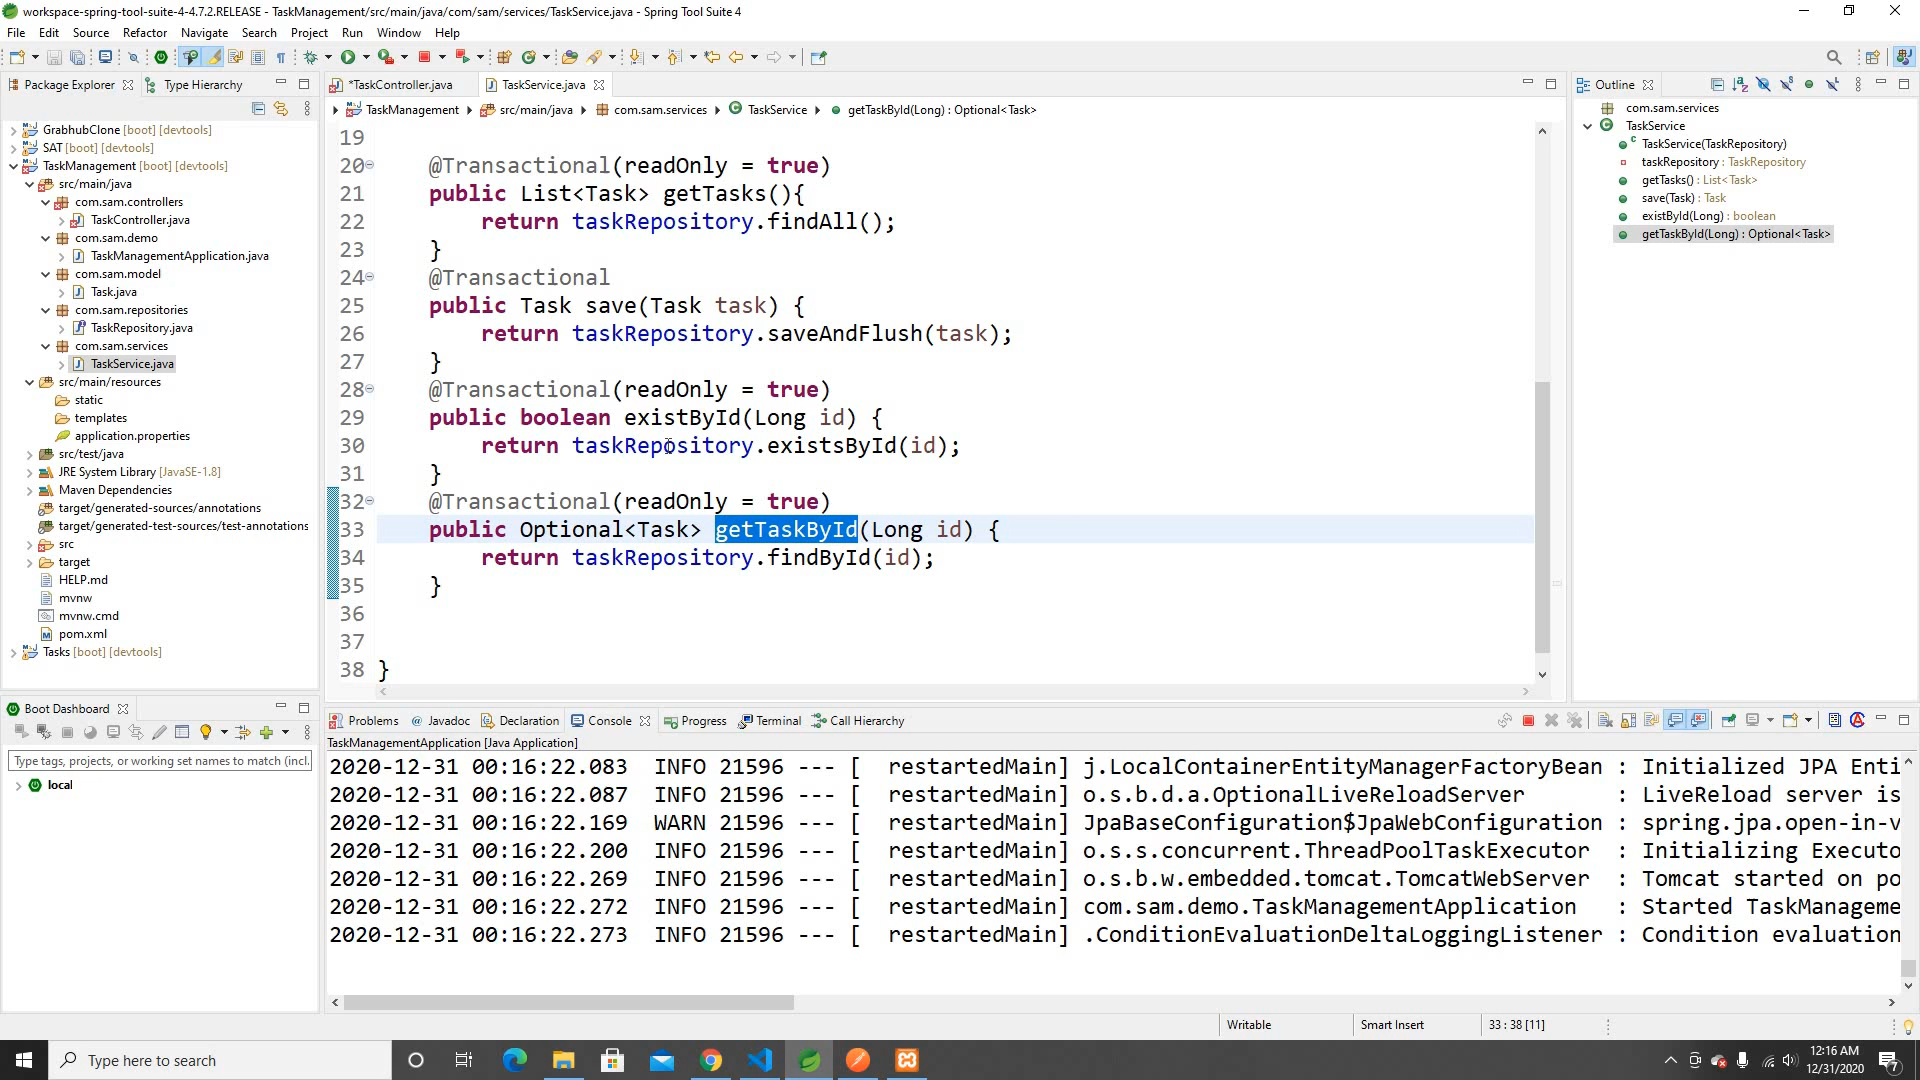 workspace-spring-tool-suite-4-4.7.2.RELEASE - TaskManagement/src/main/java/com/sam/services/TaskService.java - Spring Tool Suite 4
File Edit Source Refactor Navigate Search Project Run Window Help
Package Explorer
Type Hierarchy
*TaskController.java
TaskService.java
Outline
TaskManagement src/main/java com.sam.services TaskService getTaskById(Long) : Optional<Task>
GrabhubClone [boot] [devtools]
SAT [boot] [devtools]
TaskManagement [boot] [devtools]
src/main/java
com.sam.controllers
TaskController.java
com.sam.demo
TaskManagementApplication.java
com.sam.model
Task.java
com.sam.repositories
TaskRepository.java
com.sam.services
TaskService.java
src/main/resources
static
templates
application.properties
src/test/java
JRE System Library [JavaSE-1.8]
Maven Dependencies
target/generated-sources/annotations
target/generated-test-sources/test-annotations
src
target
HELP.md
mvnw
mvnw.cmd
pom.xml
Tasks [boot] [devtools]
19
20 @Transactional(readOnly = true)
21 public List<Task> getTasks(){
22 return taskRepository.findAll();
23 }
24 @Transactional
25 public Task save(Task task) {
26 return taskRepository.saveAndFlush(task);
27 }
28 @Transactional(readOnly = true)
29 public boolean existById(Long id) {
30 return taskRepository.existsById(id);
31 }
32 @Transactional(readOnly = true)
33 public Optional<Task> getTaskById(Long id) {
34 return taskRepository.findById(id);
35 }
36
37
38 }
com.sam.services
TaskService
TaskService(TaskRepository)
taskRepository : TaskRepository
getTasks() : List<Task>
save(Task) : Task
existById(Long) : boolean
getTaskById(Long) : Optional<Task>
Boot Dashboard
Type tags, projects, or working set names to match (incl.
local
Problems Javadoc Declaration Console Progress Terminal Call Hierarchy
TaskManagementApplication [Java Application]
2020-12-31 00:16:22.083 INFO 21596 --- [ restartedMain] j.LocalContainerEntityManagerFactoryBean : Initialized JPA Enti
2020-12-31 00:16:22.087 INFO 21596 --- [ restartedMain] o.s.b.d.a.OptionalLiveReloadServer : LiveReload server is
2020-12-31 00:16:22.169 WARN 21596 --- [ restartedMain] JpaBaseConfiguration$JpaWebConfiguration : spring.jpa.open-in-v
2020-12-31 00:16:22.200 INFO 21596 --- [ restartedMain] o.s.s.concurrent.ThreadPoolTaskExecutor : Initializing Executo
2020-12-31 00:16:22.269 INFO 21596 --- [ restartedMain] o.s.b.w.embedded.tomcat.TomcatWebServer : Tomcat started on po
2020-12-31 00:16:22.272 INFO 21596 --- [ restartedMain] com.sam.demo.TaskManagementApplication : Started TaskManageme
2020-12-31 00:16:22.273 INFO 21596 --- [ restartedMain] .ConditionEvaluationDeltaLoggingListener : Condition evaluation
Writable
Smart Insert
33 : 38 [11]
Type here to search
12:16 AM
12/31/2020
7